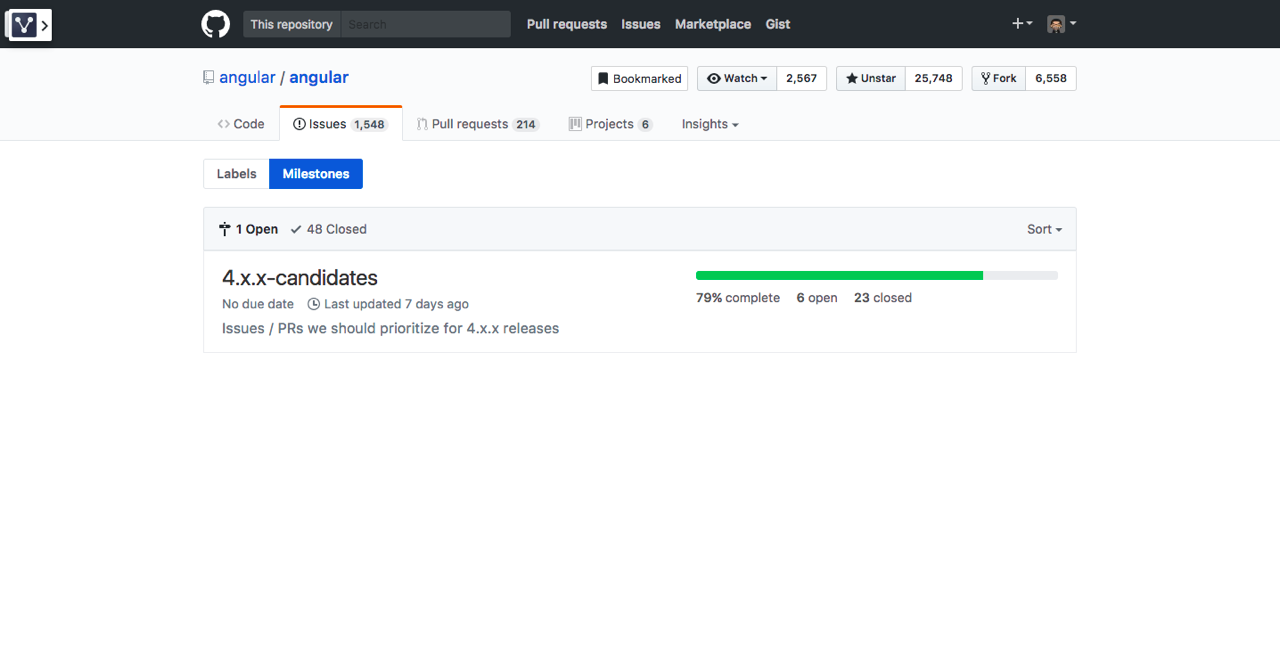 This repository Search Pull requests Issues Marketplace Gist
angular / angular Bookmarked Watch 2,567 Unstar 25,748 Fork 6,558
Code Issues 1,548 Pull requests 214 Projects 6 Insights
Labels Milestones
1 Open 48 Closed Sort
4.x.x-candidates
No due date Last updated 7 days ago
Issues / PRs we should prioritize for 4.x.x releases
79% complete 6 open 23 closed